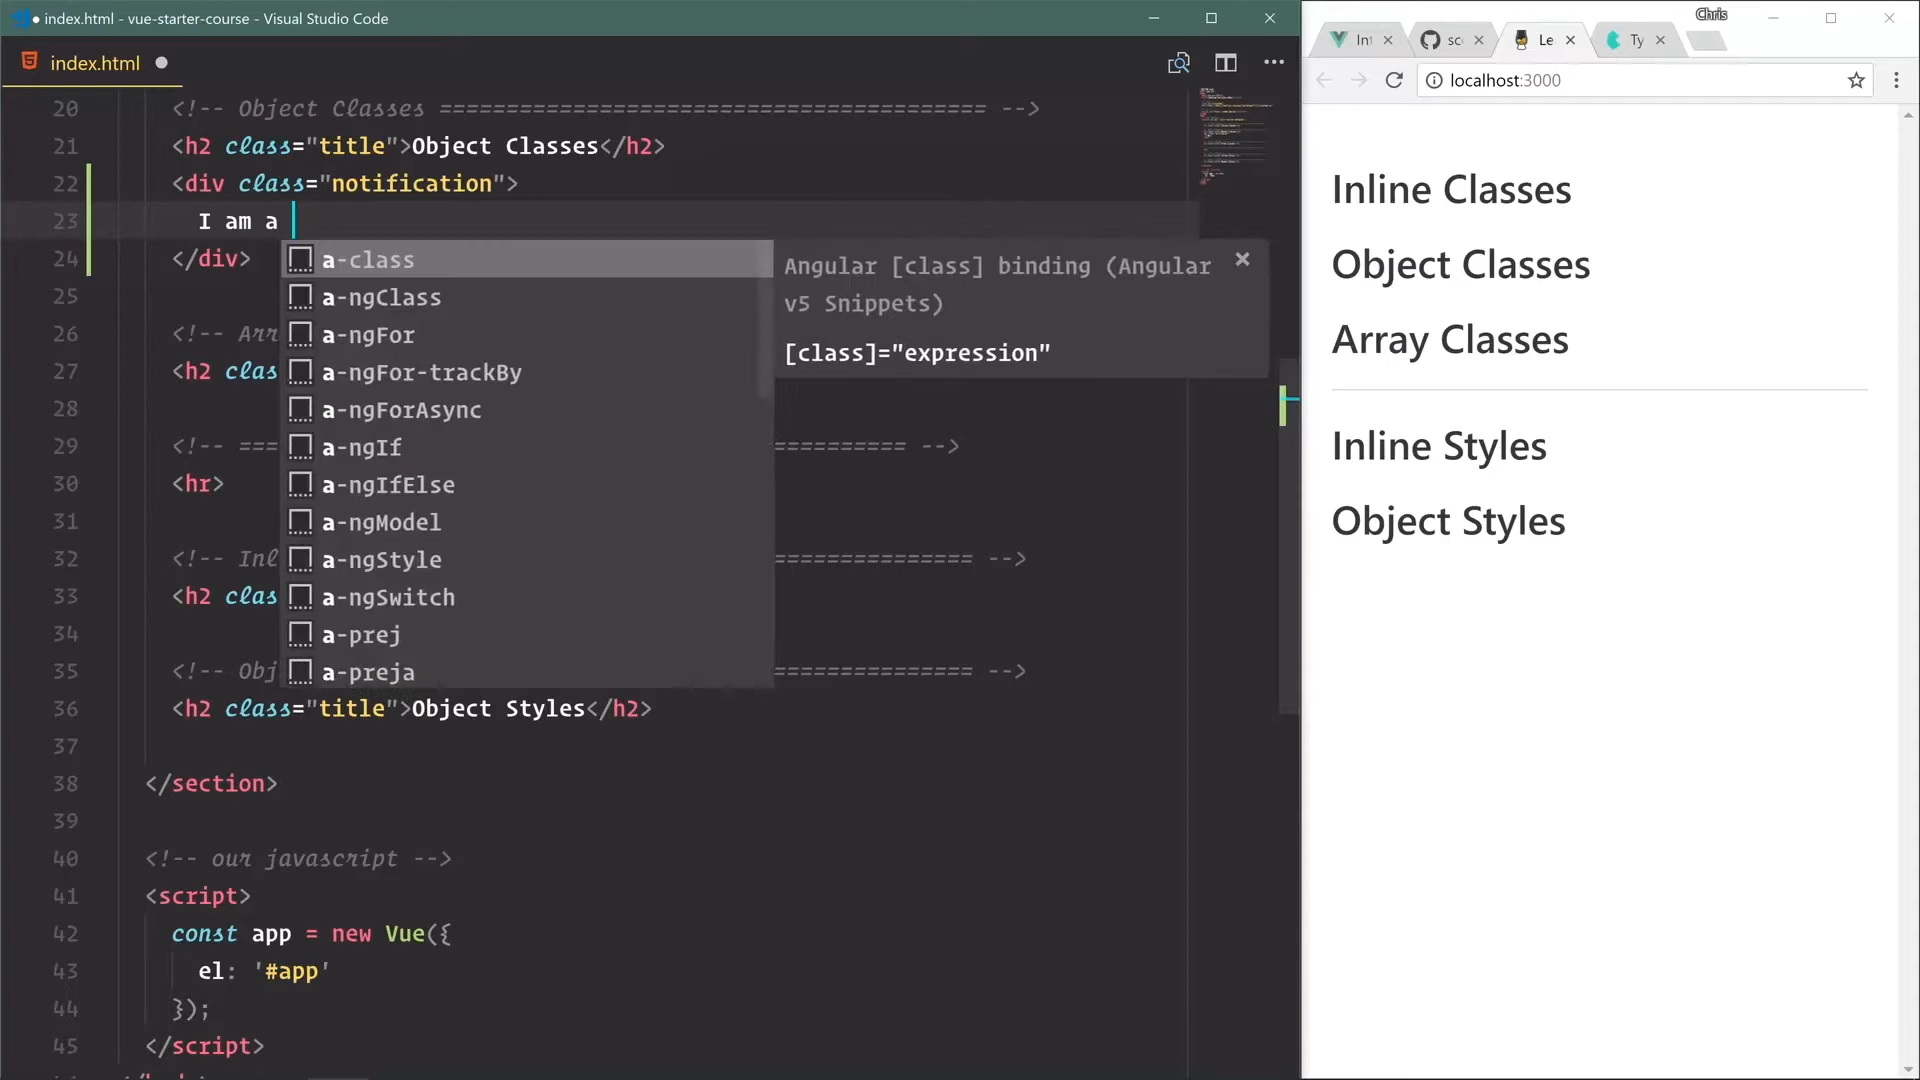 index.html - vue-starter-course - Visual Studio Code
index.html
20 <!-- Object Classes ========================================= -->
21 <h2 class="title">Object Classes</h2>
22 <div class="notification">
23 I am a
24 </div>
25
26 <!-- Arr
27 <h2 clas
28
29 <!-- === ========== -->
30 <hr>
31
32 <!-- Inl =============== -->
33 <h2 clas
34
35 <!-- Obj =============== -->
36 <h2 class="title">Object Styles</h2>
37
38 </section>
39
40 <!-- our javascript -->
41 <script>
42 const app = new Vue({
43 el: '#app'
44 });
45 </script>
a-class
a-ngClass
a-ngFor
a-ngFor-trackBy
a-ngForAsync
a-ngIf
a-ngIfElse
a-ngModel
a-ngStyle
a-ngSwitch
a-prej
a-preja
Angular [class] binding (Angular
v5 Snippets)
[class]="expression"
Chris
Int
sc
Le
Ty
localhost:3000
Inline Classes
Object Classes
Array Classes
Inline Styles
Object Styles